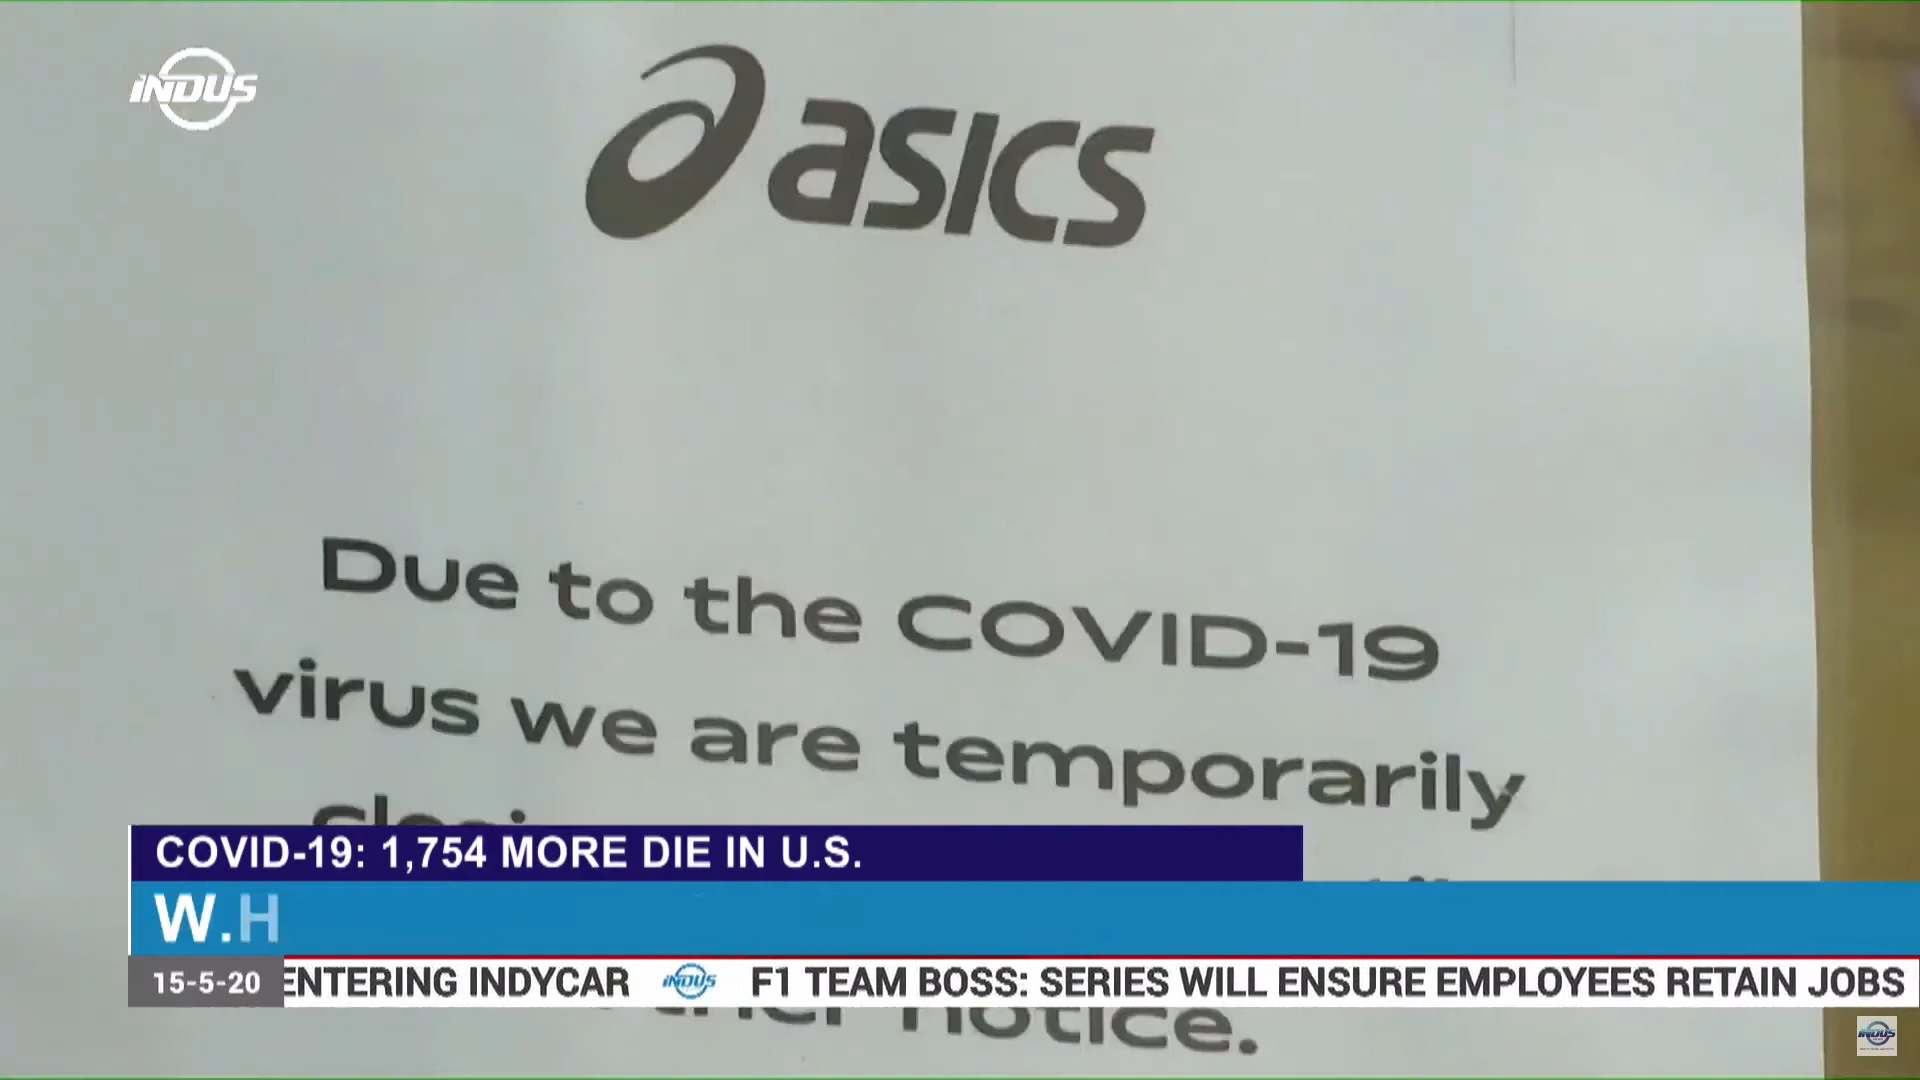 iNDUS
asics
Due to the COVID-19
virus we are temporarily
COVID-19: 1,754 MORE DIE IN U.S.
W.H
15-5-20 ENTERING INDYCAR iNDUS F1 TEAM BOSS: SERIES WILL ENSURE EMPLOYEES RETAIN JOBS
notice.
iNDUS